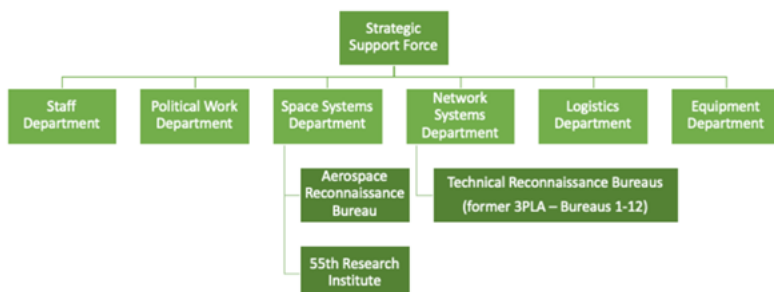 Strategic
Support Force
Staff
Department
Political Work
Department
Space Systems
Department
Network
Systems
Department
Logistics
Department
Equipment
Department
Aerospace
Reconnaissance
Bureau
Technical Reconnaissance Bureaus
(former 3PLA – Bureaus 1-12)
55th Research
Institute